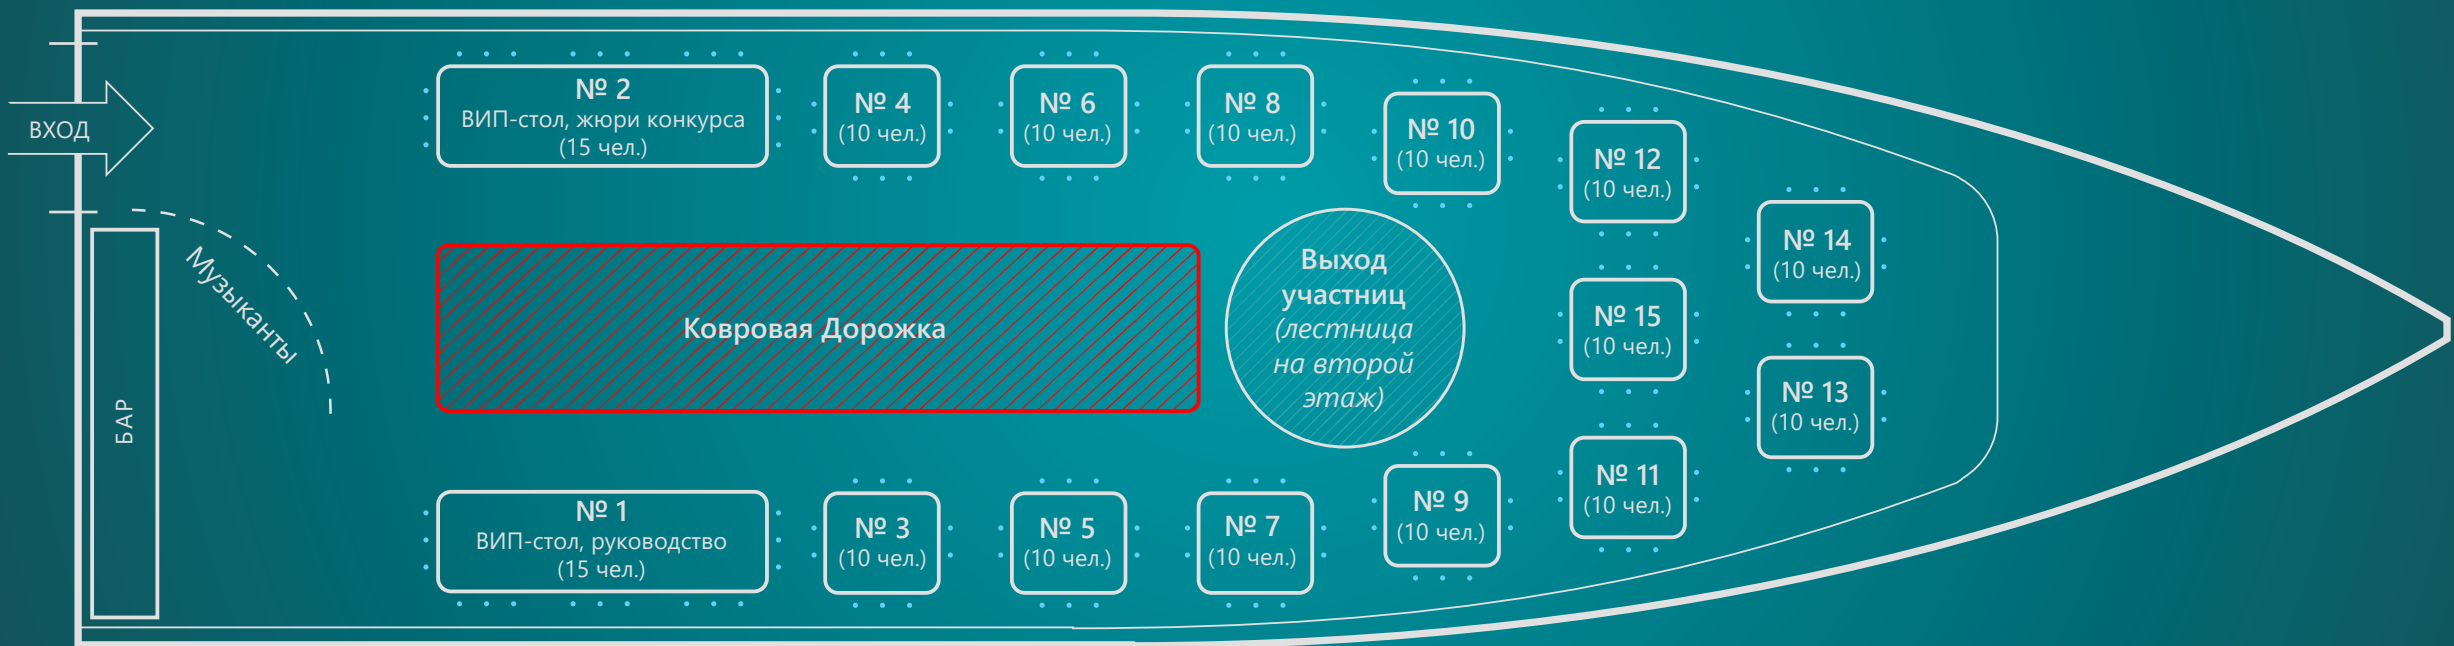 ВХОД
№ 2
ВИП-стол, жюри конкурса
(15 чел.)
№ 4
(10 чел.)
№ 6
(10 чел.)
№ 8
(10 чел.)
№ 10
(10 чел.)
№ 12
(10 чел.)
№ 14
(10 чел.)
Музыканты
БАР
Ковровая Дорожка
Выход
участниц
(лестница
на второй
этаж)
№ 15
(10 чел.)
№ 13
(10 чел.)
№ 1
ВИП-стол, руководство
(15 чел.)
№ 3
(10 чел.)
№ 5
(10 чел.)
№ 7
(10 чел.)
№ 9
(10 чел.)
№ 11
(10 чел.)